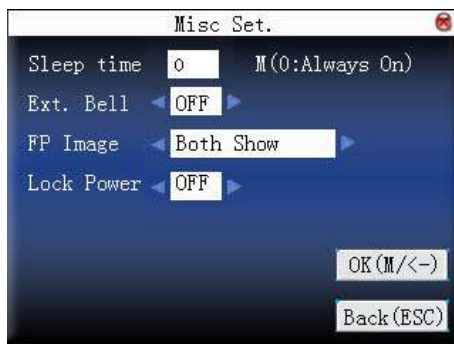 Misc Set.
Sleep time 0 M(0:Always On)
Ext. Bell OFF
FP Image Both Show
Lock Power OFF
OK(M/<-)
Back(ESC)